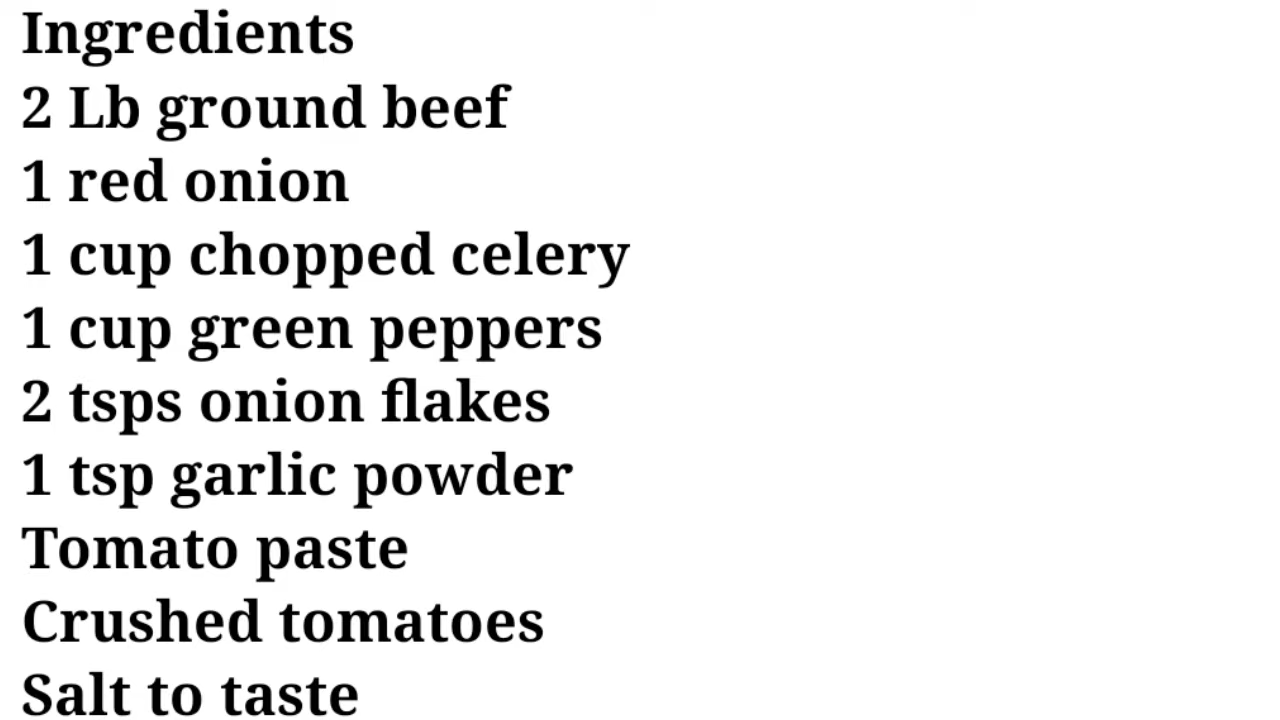 Ingredients
2 Lb ground beef
1 red onion
1 cup chopped celery
1 cup green peppers
2 tsps onion flakes
1 tsp garlic powder
Tomato paste
Crushed tomatoes
Salt to taste